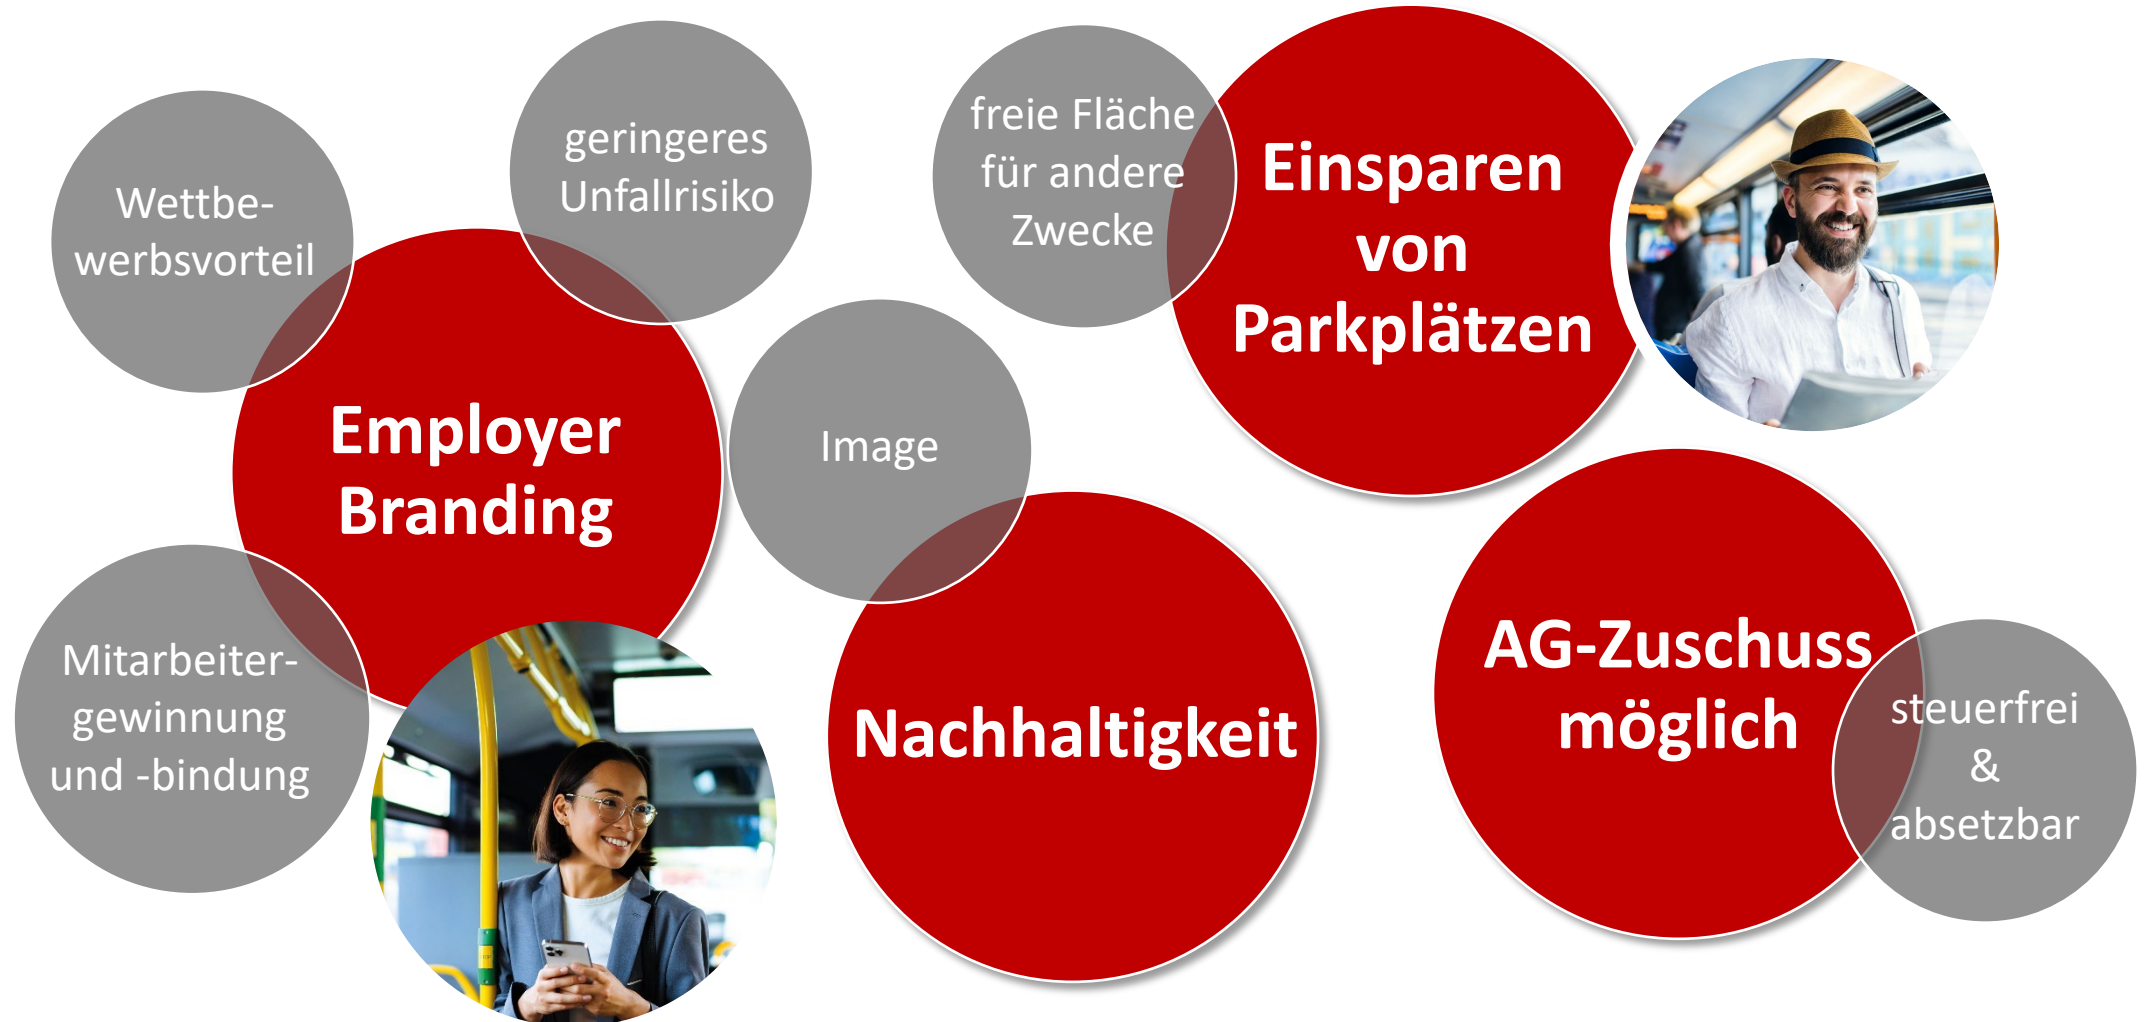 Wettbe-
werbsvorteil
geringeres
Unfallrisiko
Employer
Branding
Mitarbeiter-
gewinnung
und -bindung
Image
Nachhaltigkeit
freie Fläche
für andere
Zwecke
Einsparen
von
Parkplätzen
AG-Zuschuss
möglich
steuerfrei
&
absetzbar